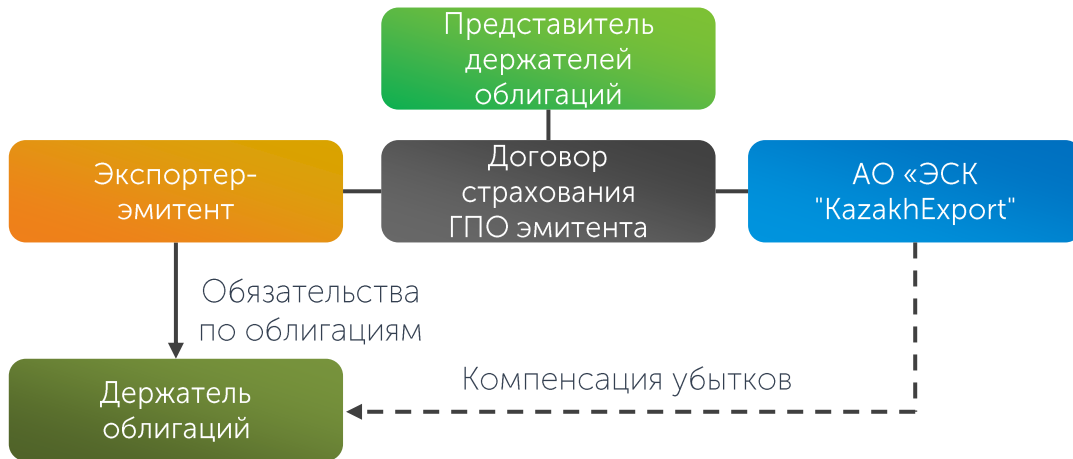 Представитель
держателей
облигаций
Экспортер-
эмитент
Договор
страхования
ГПО эмитента
АО «ЭСК
"KazakhExport"
Обязательства
по облигациям
Держатель
облигаций
Компенсация убытков